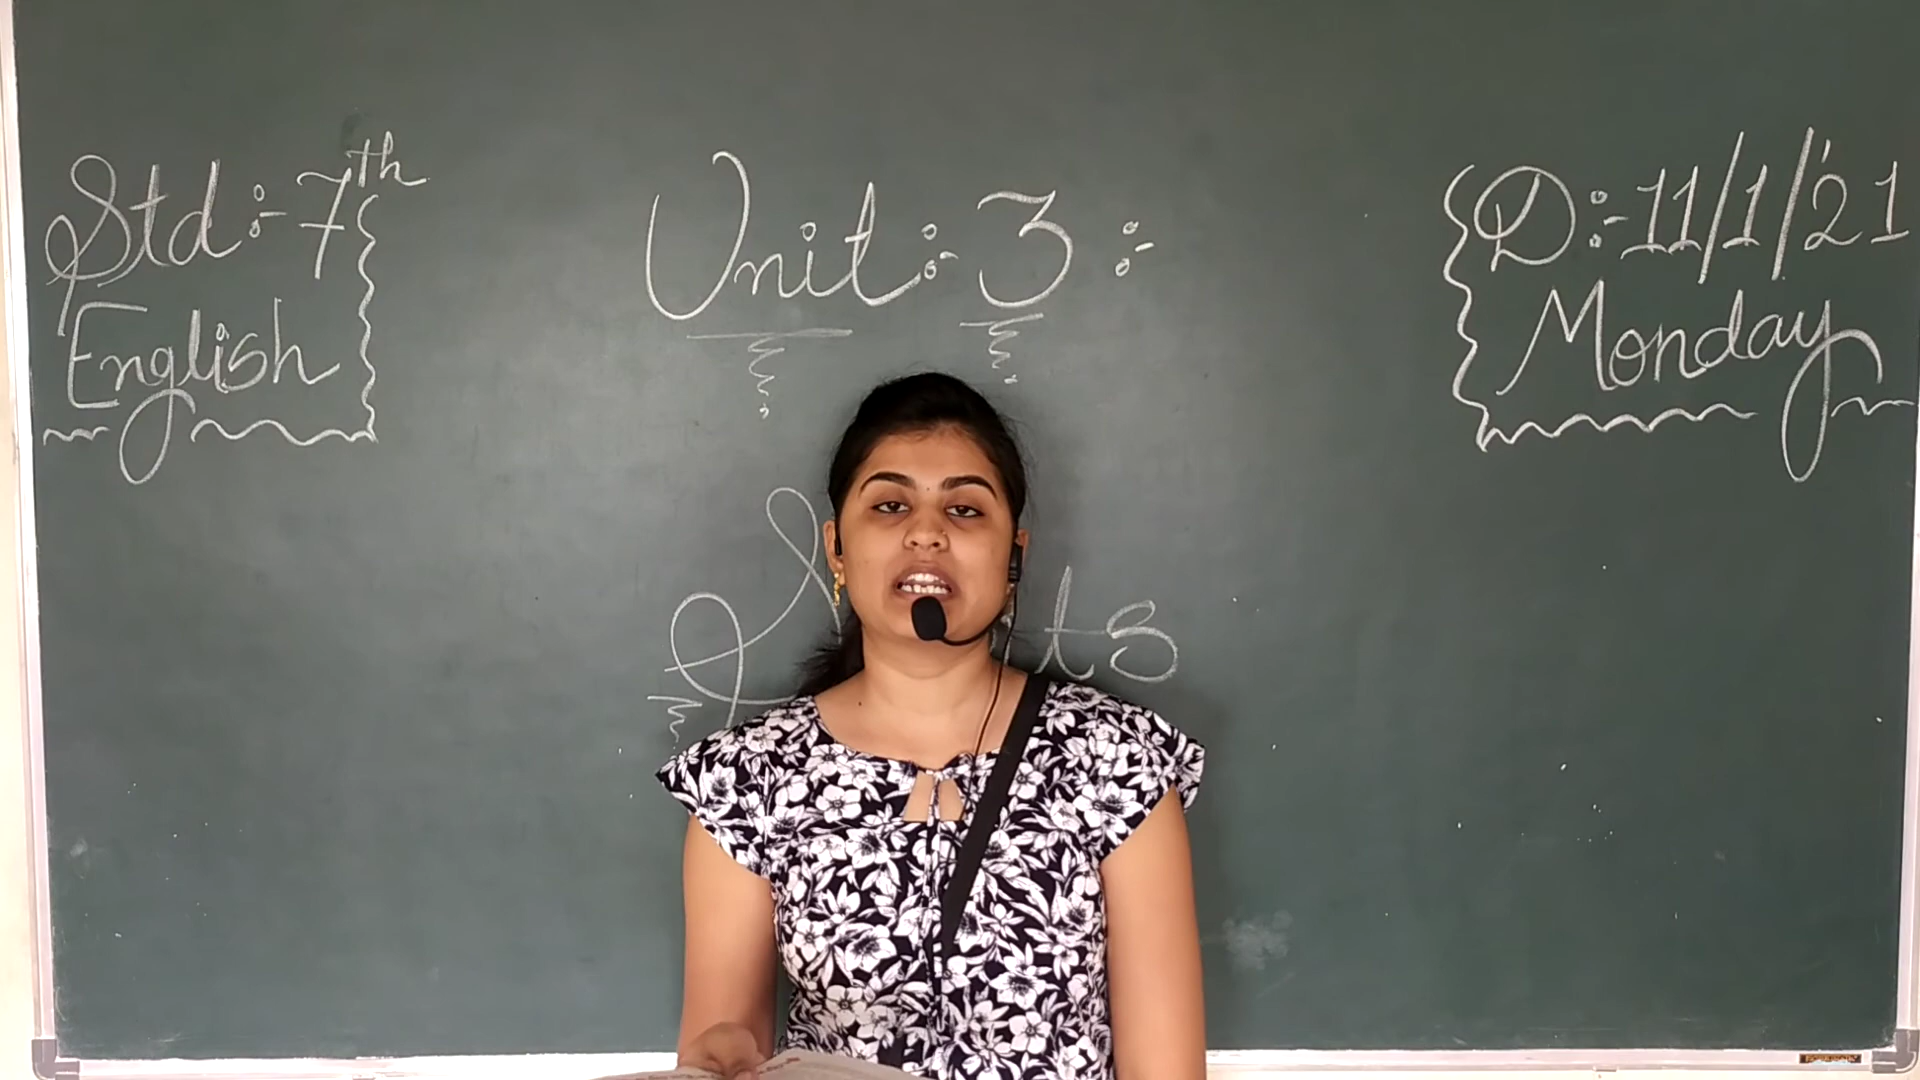 Std :- 7th
English
Unit :- 3 :-
D :- 11/1/'21
Monday